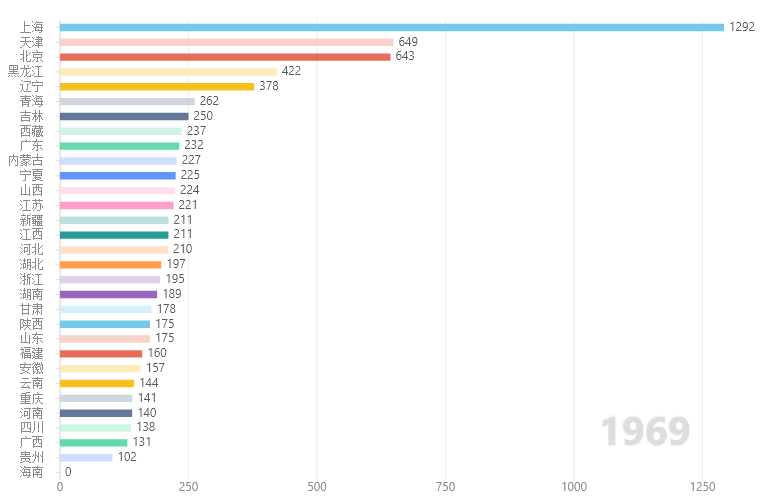 上海 1292
天津 649
北京 643
黑龙江 422
辽宁 378
青海 262
吉林 250
西藏 237
广东 232
内蒙古 227
宁夏 225
山西 224
江苏 221
新疆 211
江西 211
河北 210
湖北 197
浙江 195
湖南 189
甘肃 178
陕西 175
山东 175
福建 160
安徽 157
云南 144
重庆 141
河南 140
四川 138
广西 131
贵州 102
海南 0
1969
0 250 500 750 1000 1250